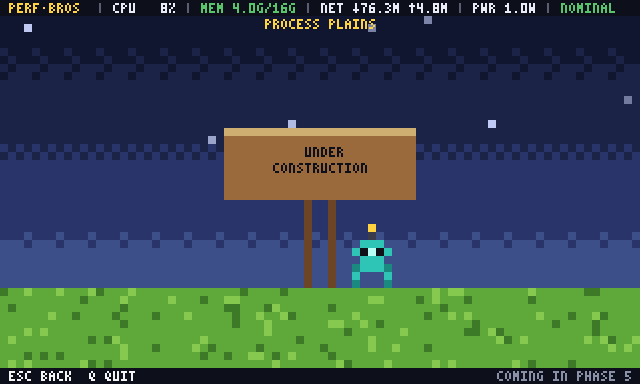 PERF·BROS | CPU 8% | MEM 4.0G/16G | NET ↓76.3M ↑4.8M | PWR 1.0W | NOMINAL
PROCESS PLAINS
UNDER
CONSTRUCTION
ESC BACK Q QUIT
COMING IN PHASE 5